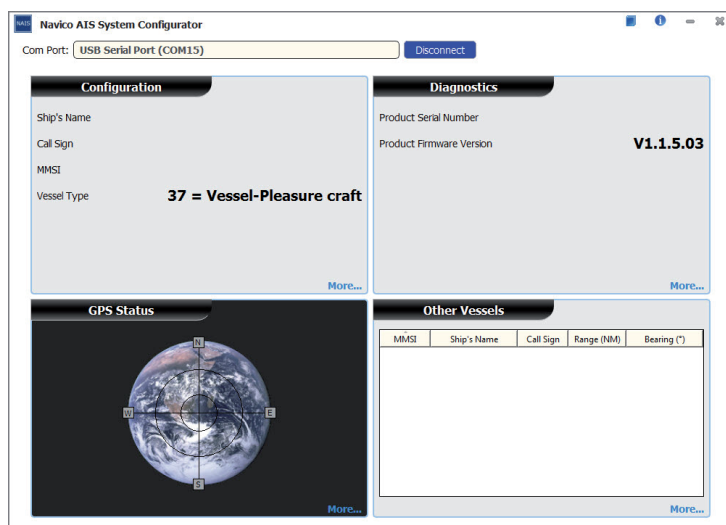 NAIS Navico AIS System Configurator
Com Port: USB Serial Port (COM15) Disconnect
Configuration
Ship's Name
Call Sign
MMSI
Vessel Type 37 = Vessel-Pleasure craft
More...
Diagnostics
Product Serial Number
Product Firmware Version V1.1.5.03
More...
GPS Status
N
W E
S
More...
Other Vessels
MMSI Ship's Name Call Sign Range (NM) Bearing (°)
More...